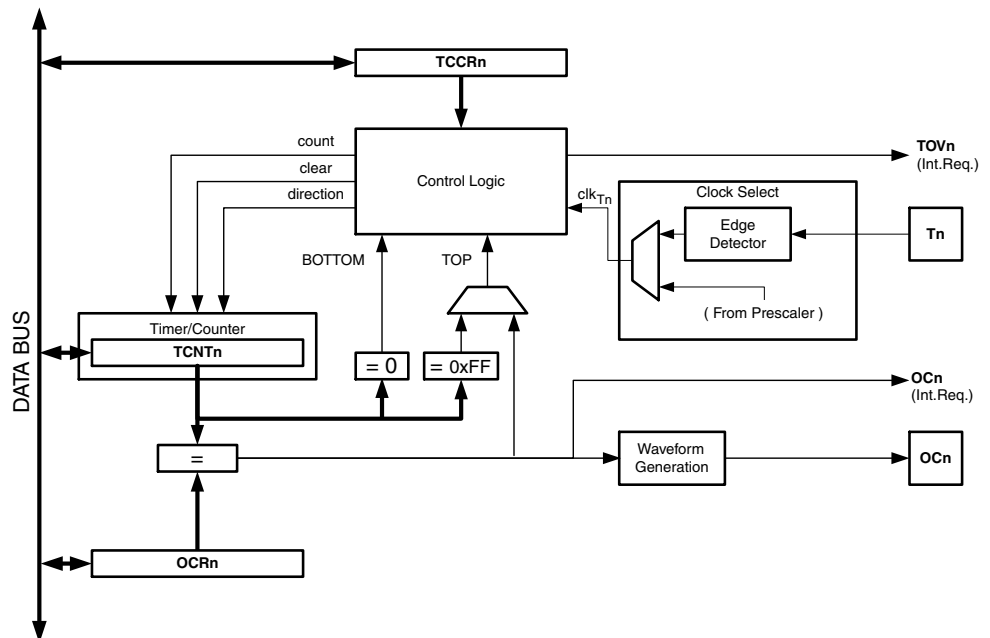 TCCRn
count
clear
direction
Control Logic
TOVn
(Int.Req.)
clkTn
Clock Select
Edge
Detector
Tn
( From Prescaler )
BOTTOM
TOP
Timer/Counter
TCNTn
= 0
= 0xFF
DATA BUS
OCn
(Int.Req.)
=
Waveform
Generation
OCn
OCRn